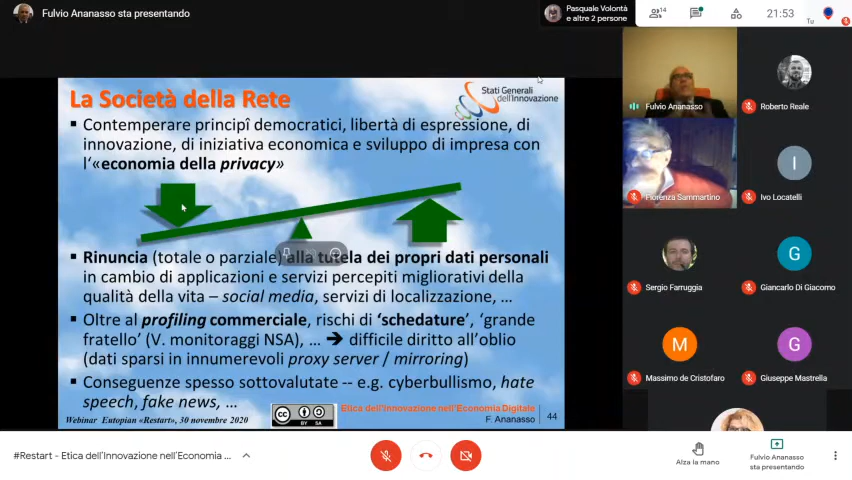 Fulvio Ananasso sta presentando
Pasquale Volontà
e altre 2 persone
14
21:53
Tu
La Società della Rete
Stati Generali
dell'Innovazione
▪ Contemperare principî democratici, libertà di espressione, di
innovazione, di iniziativa economica e sviluppo di impresa con
l'«economia della privacy»
▪ Rinuncia (totale o parziale) alla tutela dei propri dati personali
in cambio di applicazioni e servizi percepiti migliorativi della
qualità della vita – social media, servizi di localizzazione, ...
▪ Oltre al profiling commerciale, rischi di 'schedature', 'grande
fratello' (V. monitoraggi NSA), ... ➔ difficile diritto all'oblio
(dati sparsi in innumerevoli proxy server / mirroring)
▪ Conseguenze spesso sottovalutate -- e.g. cyberbullismo, hate
speech, fake news, ...
Webinar Eutopian «Restart», 30 novembre 2020
cc
BY SA
Etica dell'Innovazione nell'Economia Digitale
F. Ananasso
44
Fulvio Ananasso
Roberto Reale
Fiorenza Sammartino
I
Ivo Locatelli
Sergio Farruggia
G
Giancarlo Di Giacomo
M
Massimo de Cristofaro
G
Giuseppe Mastrella
#Restart - Etica dell'Innovazione nell'Economia ...
Alza la mano
Fulvio Ananasso
sta presentando